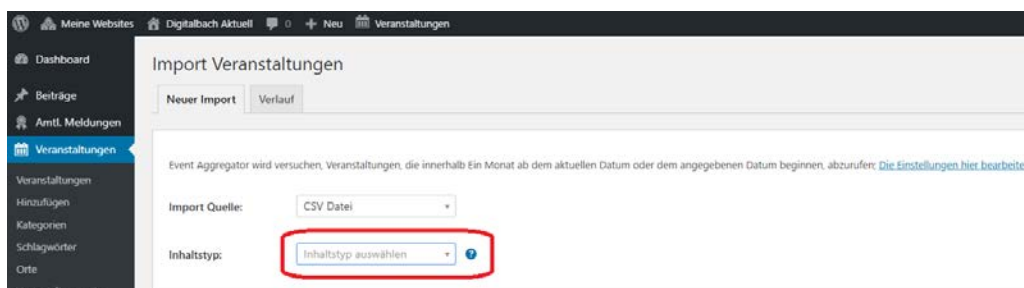 Meine Websites Digitalbach Aktuell 0 Neu Veranstaltungen
Dashboard
Beiträge
Amtl. Meldungen
Veranstaltungen
Veranstaltungen
Hinzufügen
Kategorien
Schlagwörter
Orte
Import Veranstaltungen
Neuer Import Verlauf
Event Aggregator wird versuchen, Veranstaltungen, die innerhalb Ein Monat ab dem aktuellen Datum oder dem angegebenen Datum beginnen, abzurufen; Die Einstellungen hier bearbeite
Import Quelle: CSV Datei
Inhaltstyp: Inhaltstyp auswählen